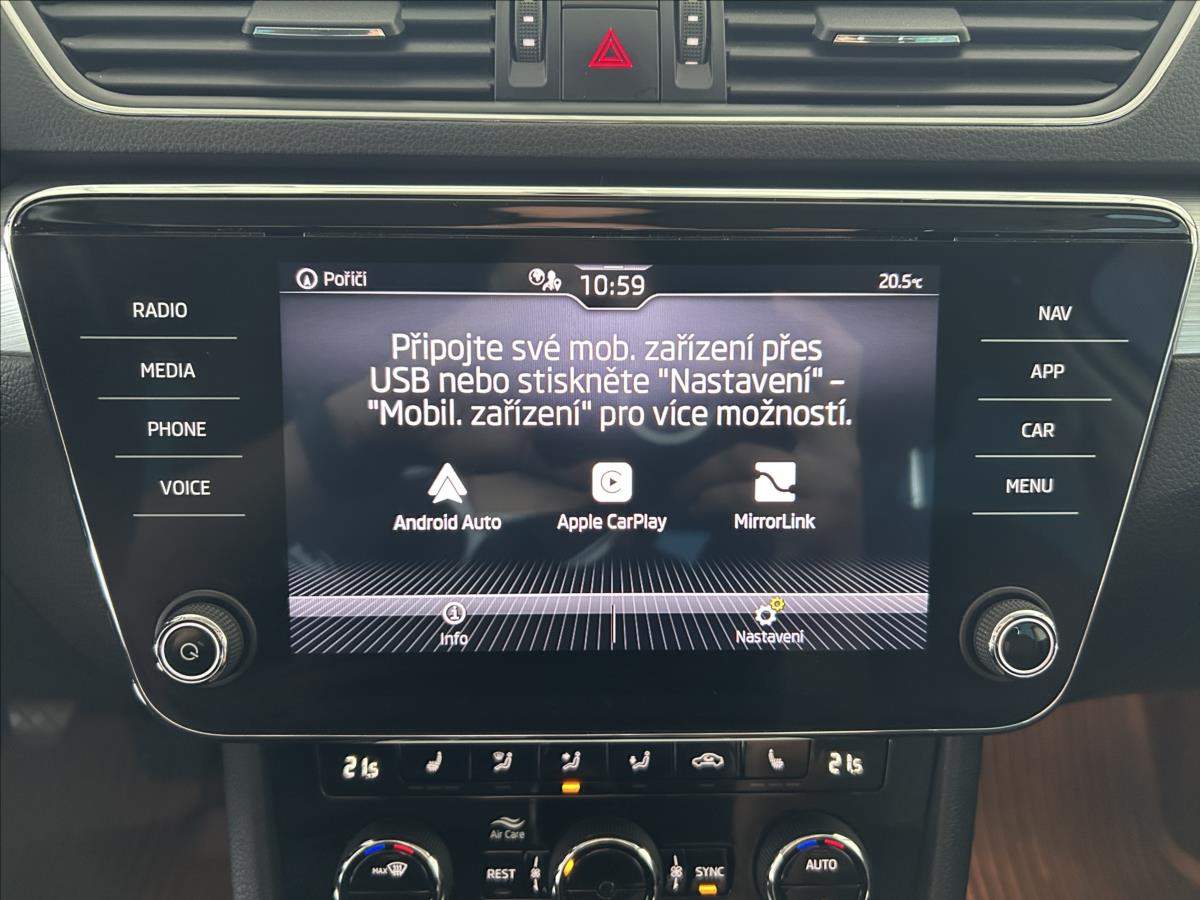 Poříčí
10:59
20.5°C
RADIO
MEDIA
PHONE
VOICE
Připojte své mob. zařízení přes
USB nebo stiskněte "Nastavení" –
"Mobil. zařízení" pro více možností.
Android Auto
Apple CarPlay
MirrorLink
Info
Nastavení
NAV
APP
CAR
MENU
21.5
21.5
Air Care
MAX
REST
SYNC
AUTO